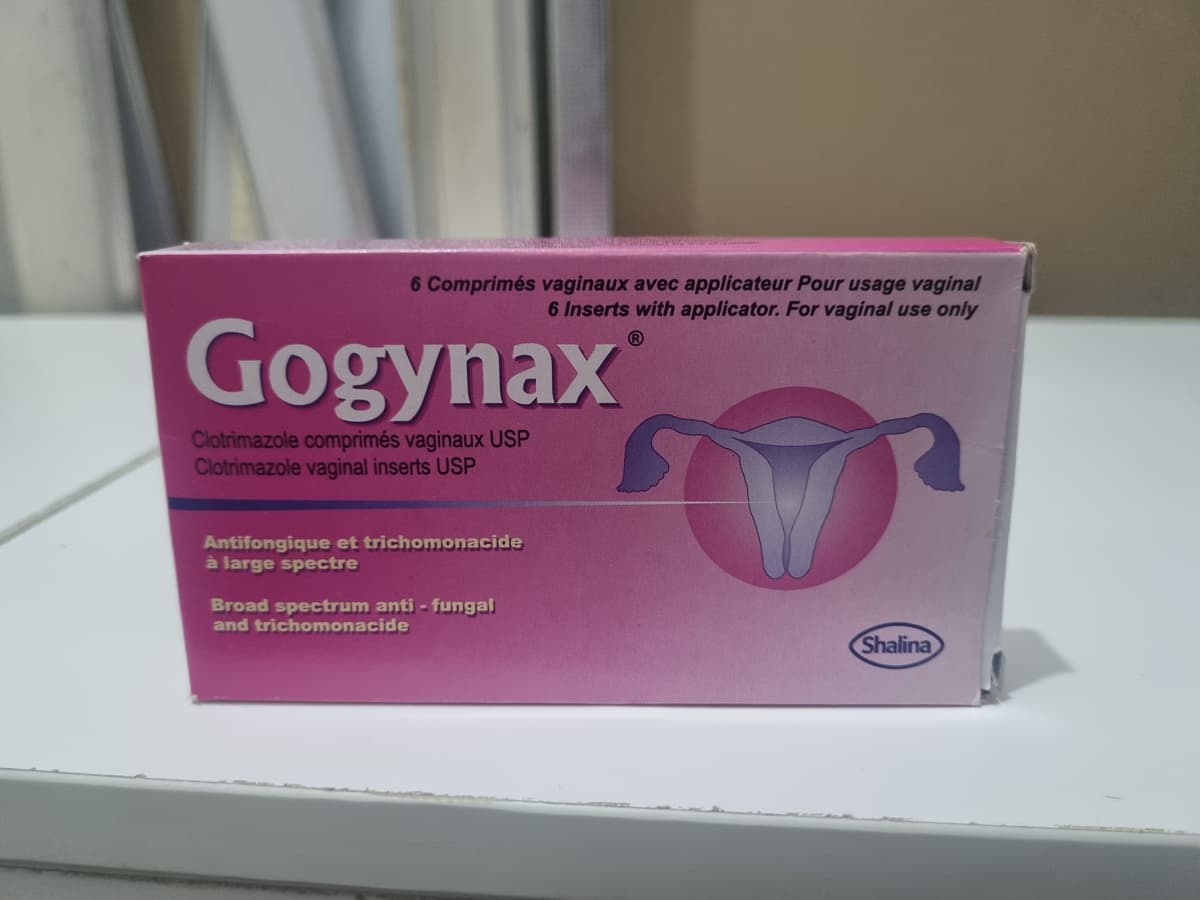 6 Comprimés vaginaux avec applicateur Pour usage vaginal
6 Inserts with applicator. For vaginal use only
Gogynax®
Clotrimazole comprimés vaginaux USP
Clotrimazole vaginal inserts USP
Antifongique et trichomonacide
à large spectre
Broad spectrum anti - fungal
and trichomonacide
Shalina